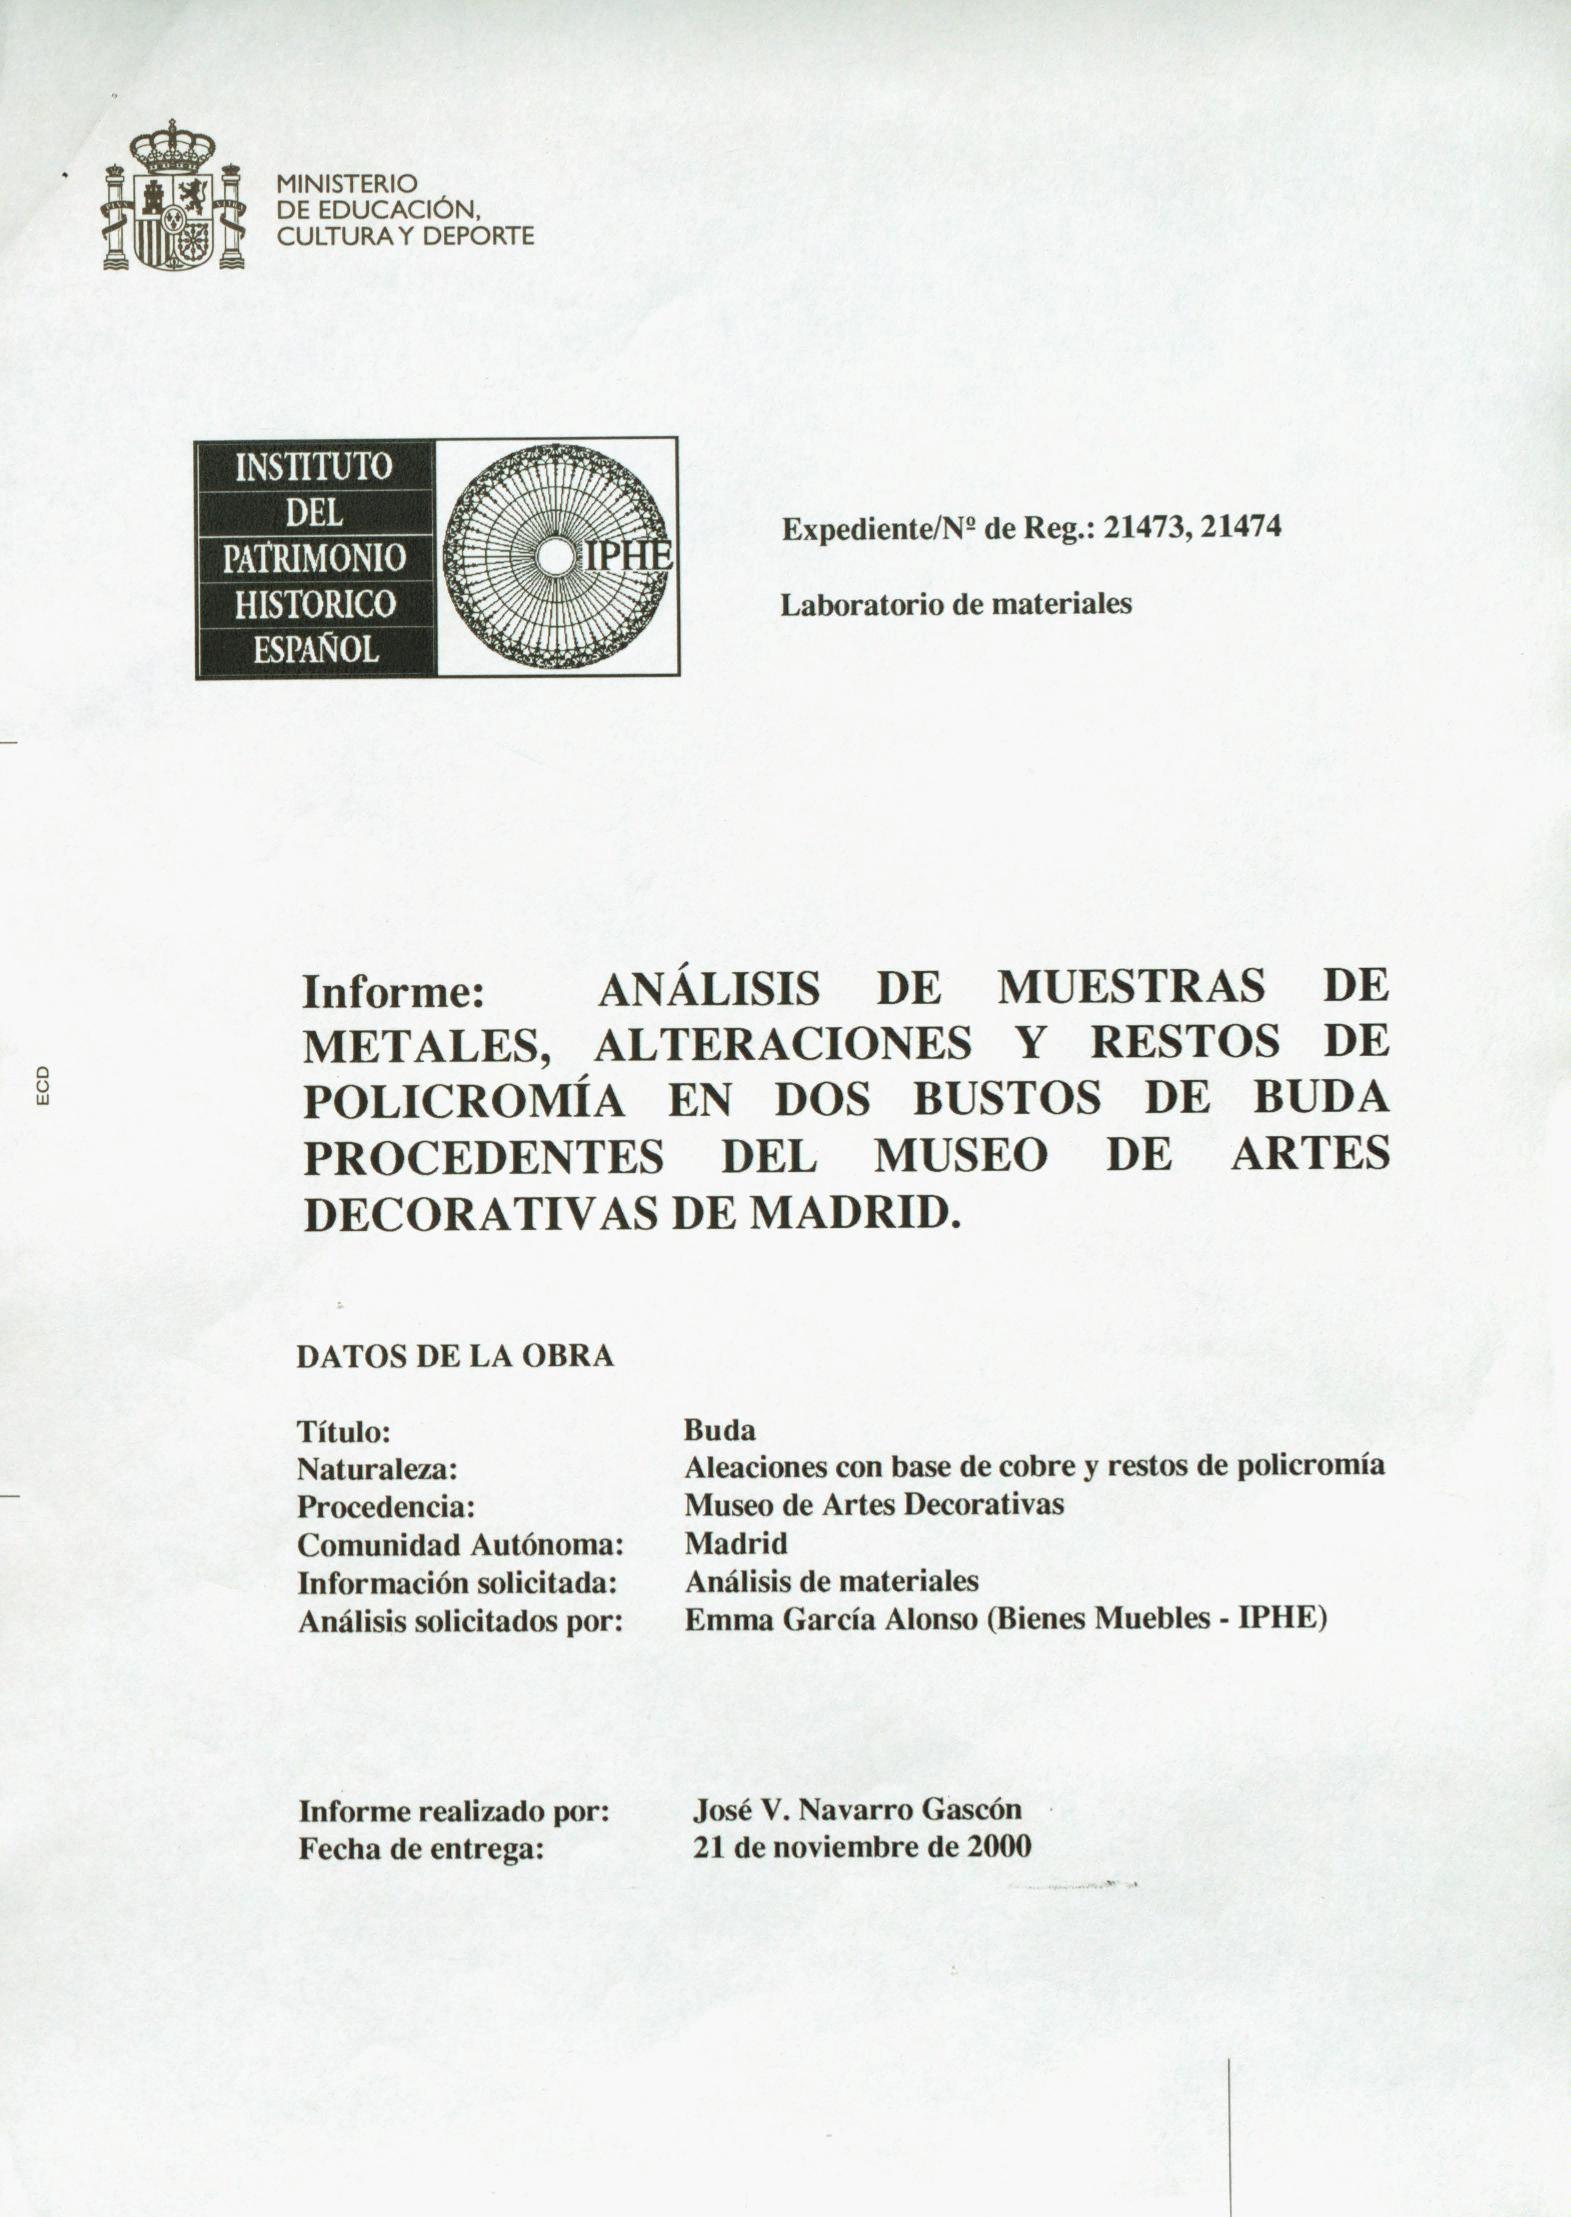 MINISTERIO
DE EDUCACIÓN,
CULTURA Y DEPORTE
INSTITUTO
DEL
PATRIMONIO
HISTORICO
ESPAÑOL
IPHE
Expediente/Nº de Reg.: 21473, 21474
Laboratorio de materiales
Informe: ANÁLISIS DE MUESTRAS DE
METALES, ALTERACIONES Y RESTOS DE
POLICROMÍA EN DOS BUSTOS DE BUDA
PROCEDENTES DEL MUSEO DE ARTES
DECORATIVAS DE MADRID.
ECD
DATOS DE LA OBRA
Título: Buda
Naturaleza: Aleaciones con base de cobre y restos de policromía
Procedencia: Museo de Artes Decorativas
Comunidad Autónoma: Madrid
Información solicitada: Análisis de materiales
Análisis solicitados por: Emma García Alonso (Bienes Muebles - IPHE)
Informe realizado por: José V. Navarro Gascón
Fecha de entrega: 21 de noviembre de 2000